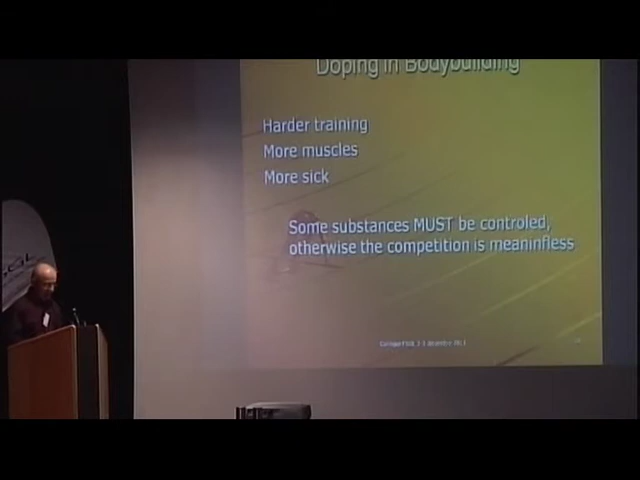 Doping in Bodybuilding
Harder training
More muscles
More sick
Some substances MUST be controled,
otherwise the competition is meaninfless